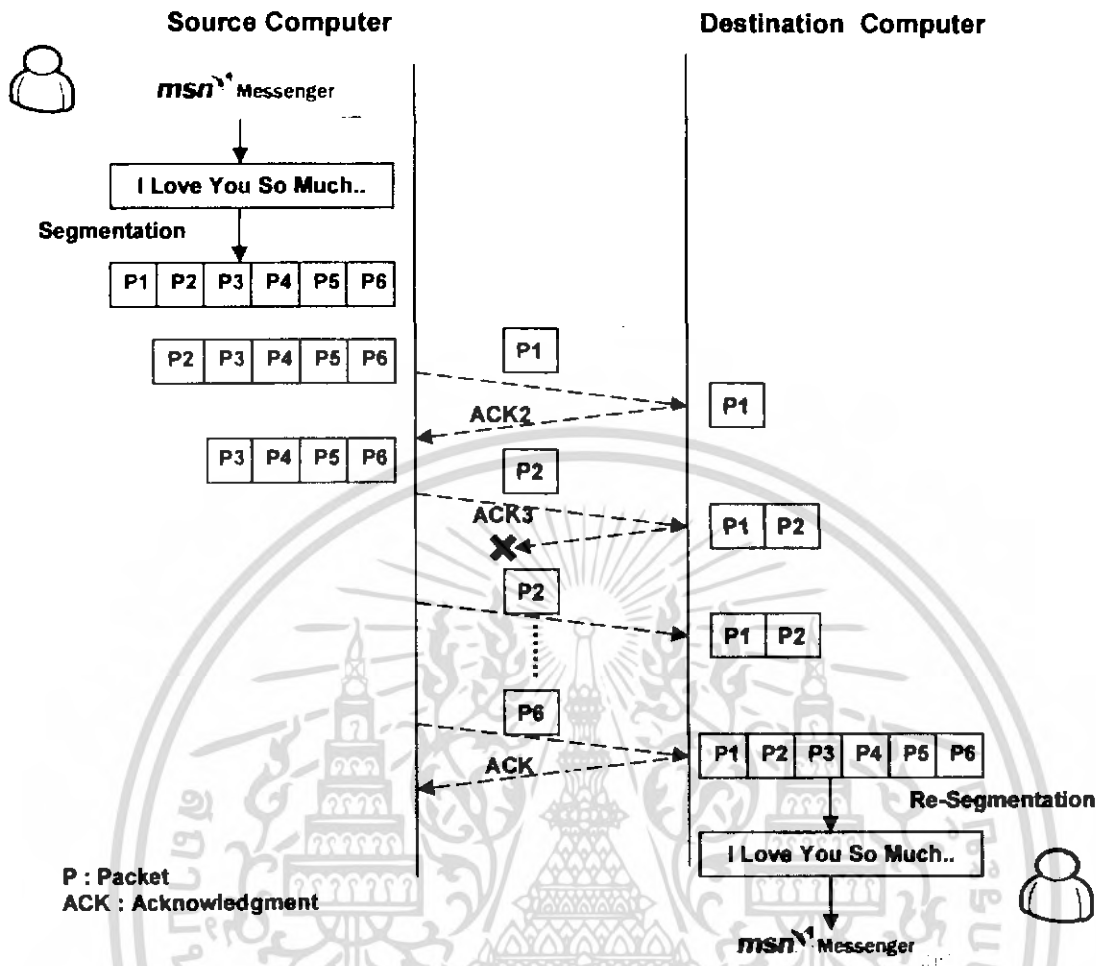 Source Computer
Destination Computer
msn Messenger
I Love You So Much..
Segmentation
P1 P2 P3 P4 P5 P6
P2 P3 P4 P5 P6
P1
P1
ACK2
P3 P4 P5 P6
P2
ACK3
P1 P2
P2
P1 P2
P6
ACK
P1 P2 P3 P4 P5 P6
Re-Segmentation
I Love You So Much..
P : Packet
ACK : Acknowledgment
msn Messenger